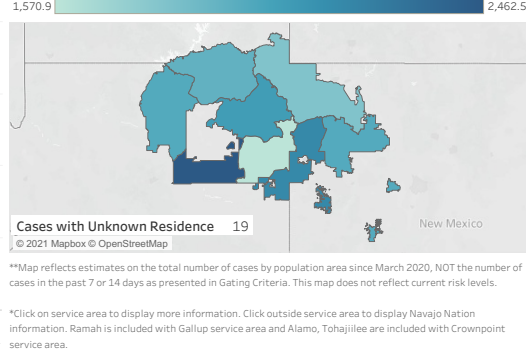 1,570.9 2,462.5
New Mexico
Cases with Unknown Residence 19
© 2021 Mapbox © OpenStreetMap
**Map reflects estimates on the total number of cases by population area since March 2020, NOT the number of
cases in the past 7 or 14 days as presented in Gating Criteria. This map does not reflect current risk levels.
*Click on service area to display more information. Click outside service area to display Navajo Nation
information. Ramah is included with Gallup service area and Alamo, Tohajiilee are included with Crownpoint
service area.